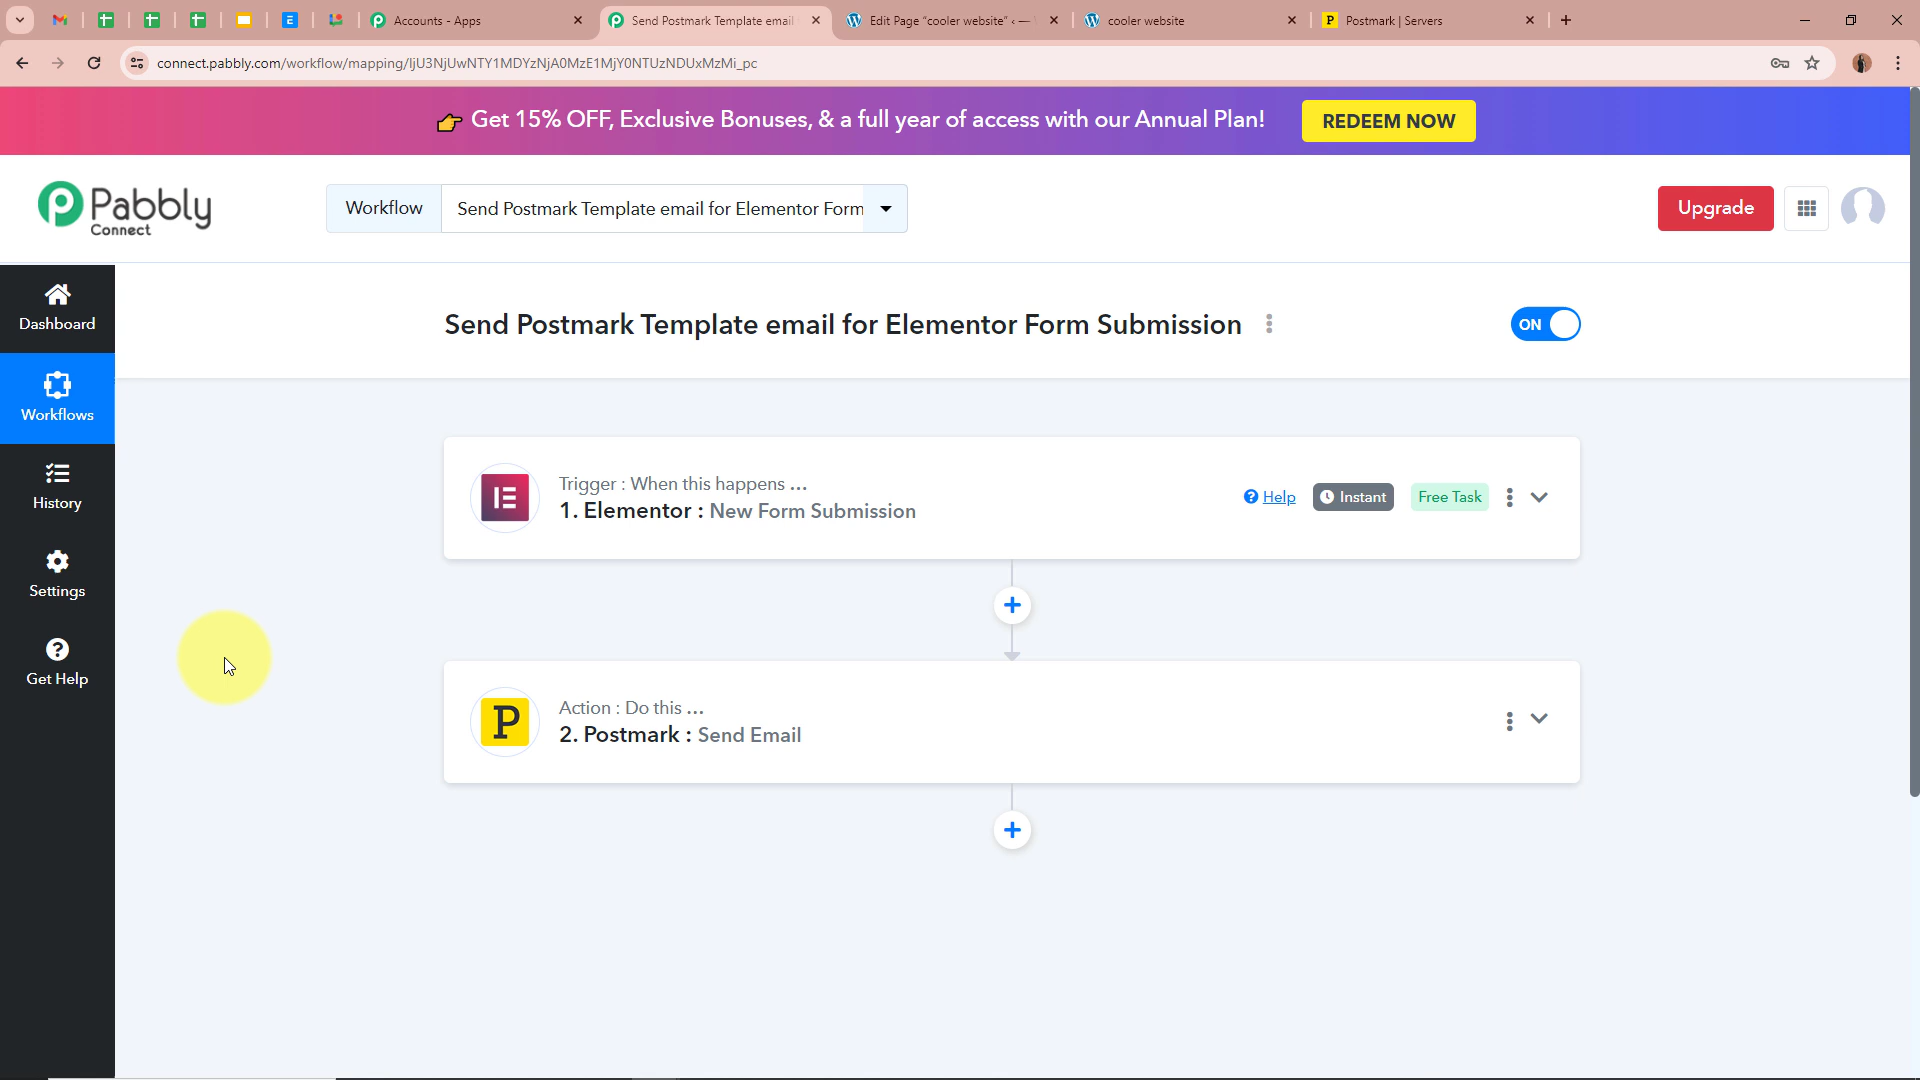 Accounts - Apps
Send Postmark Template email
Edit Page "cooler website" ‹ —
cooler website
Postmark | Servers
connect.pabbly.com/workflow/mapping/IjU3NjUwNTY1MDYzNjA0MzE1MjY0NTUzNDUxMzMi_pc
Get 15% OFF, Exclusive Bonuses, & a full year of access with our Annual Plan!
REDEEM NOW
Pabbly
Connect
Workflow
Send Postmark Template email for Elementor Form
Upgrade
Dashboard
Workflows
History
Settings
Get Help
Send Postmark Template email for Elementor Form Submission
ON
Trigger : When this happens ...
1. Elementor : New Form Submission
Help
Instant
Free Task
Action : Do this ...
2. Postmark : Send Email